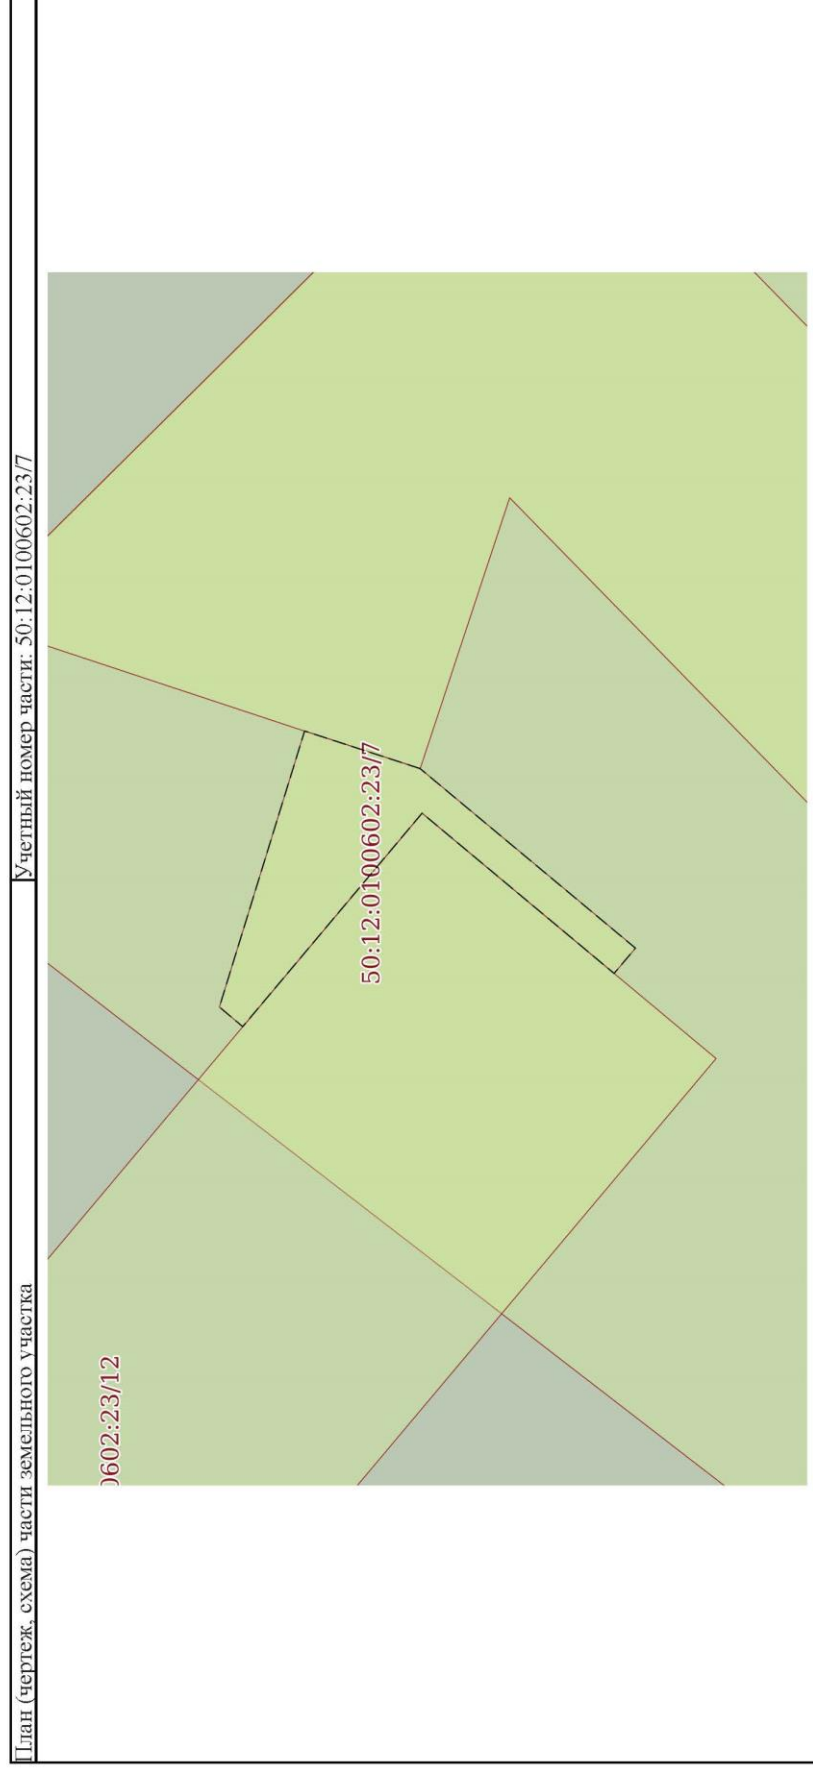 План (чертеж, схема) части земельного участка
Учетный номер части: 50:12:0100602:23/7
0602:23/12
50:12:0100602:23/7